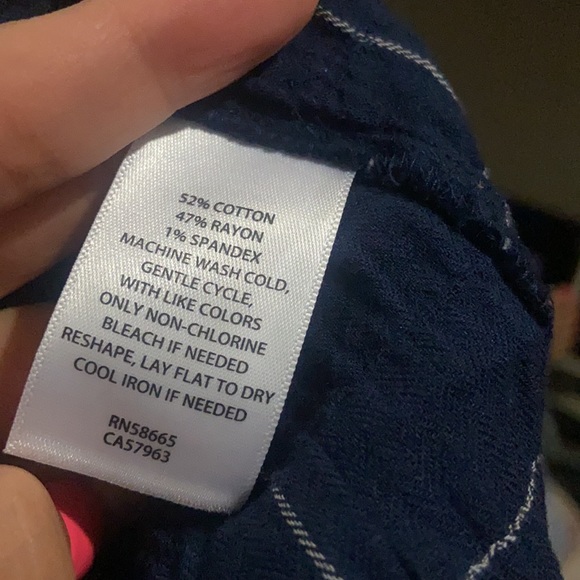 52% COTTON
47% RAYON
1% SPANDEX
MACHINE WASH COLD,
GENTLE CYCLE,
WITH LIKE COLORS
ONLY NON-CHLORINE
BLEACH IF NEEDED
RESHAPE, LAY FLAT TO DRY
COOL IRON IF NEEDED
RN58665
CA57963